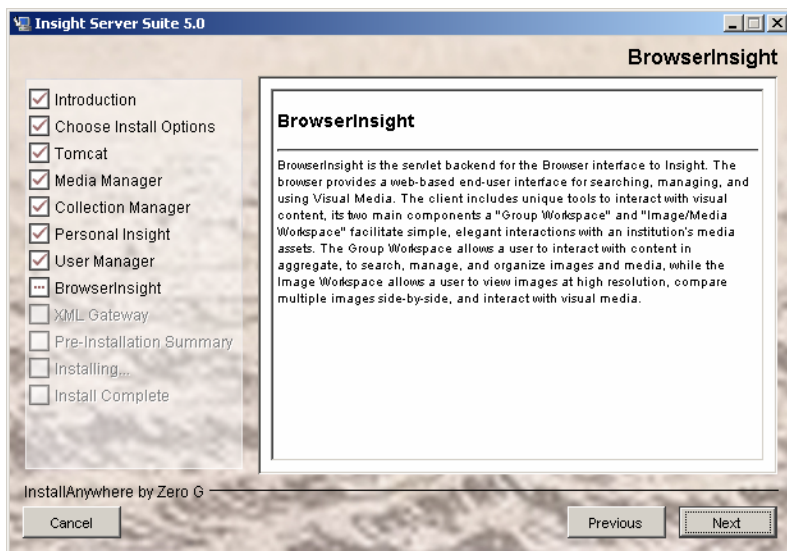 Insight Server Suite 5.0
BrowserInsight
Introduction
Choose Install Options
Tomcat
Media Manager
Collection Manager
Personal Insight
User Manager
BrowserInsight
XML Gateway
Pre-Installation Summary
Installing...
Install Complete
BrowserInsight
BrowserInsight is the servlet backend for the Browser interface to Insight. The
browser provides a web-based end-user interface for searching, managing, and
using Visual Media. The client includes unique tools to interact with visual
content, its two main components a "Group Workspace" and "Image/Media
Workspace" facilitate simple, elegant interactions with an institution's media
assets. The Group Workspace allows a user to interact with content in
aggregate, to search, manage, and organize images and media, while the
Image Workspace allows a user to view images at high resolution, compare
multiple images side-by-side, and interact with visual media.
InstallAnywhere by Zero G
Cancel
Previous
Next